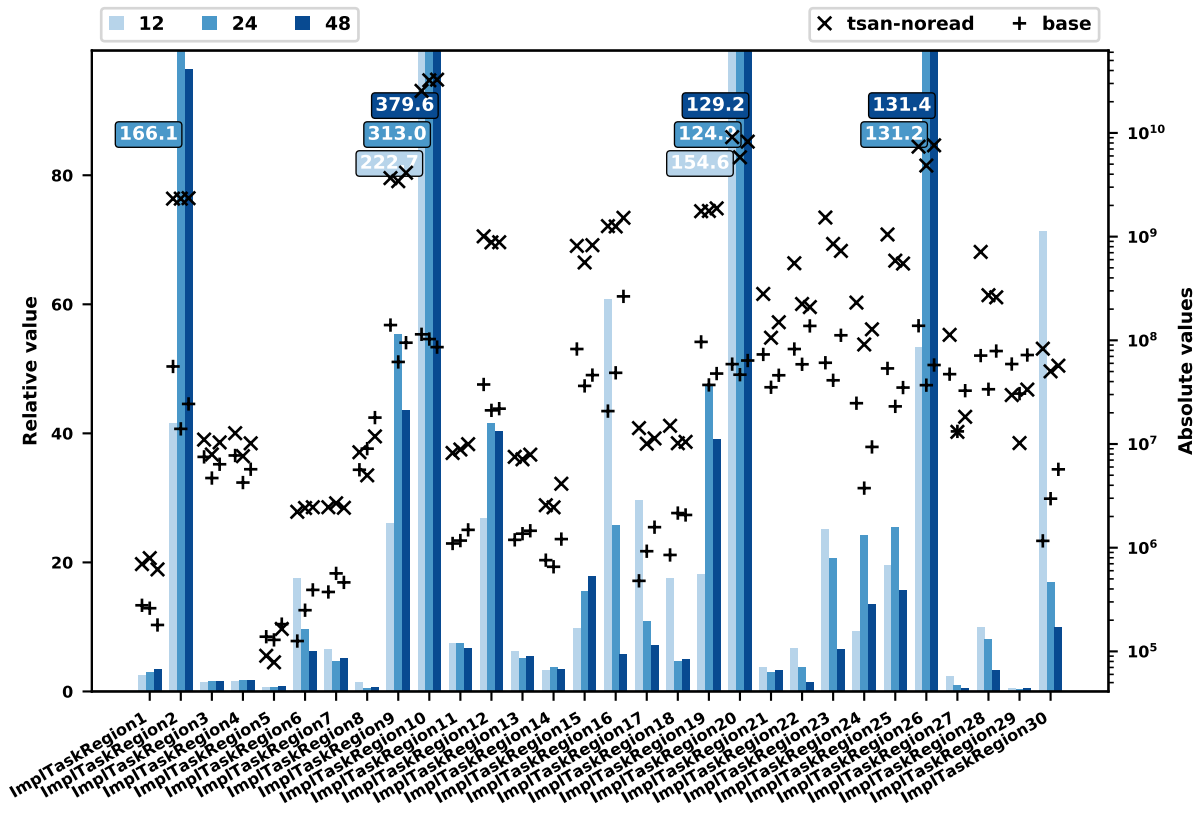 12 24 48 tsan-noread base
379.6 129.2 131.4
166.1 313.0 124.9 131.2
222.7 154.6
Relative value
80
60
40
20
0
Absolute values
10^10
10^9
10^8
10^7
10^6
10^5
ImplTaskRegion1
ImplTaskRegion2
ImplTaskRegion3
ImplTaskRegion4
ImplTaskRegion5
ImplTaskRegion6
ImplTaskRegion7
ImplTaskRegion8
ImplTaskRegion9
ImplTaskRegion10
ImplTaskRegion11
ImplTaskRegion12
ImplTaskRegion13
ImplTaskRegion14
ImplTaskRegion15
ImplTaskRegion16
ImplTaskRegion17
ImplTaskRegion18
ImplTaskRegion19
ImplTaskRegion20
ImplTaskRegion21
ImplTaskRegion22
ImplTaskRegion23
ImplTaskRegion24
ImplTaskRegion25
ImplTaskRegion26
ImplTaskRegion27
ImplTaskRegion28
ImplTaskRegion29
ImplTaskRegion30